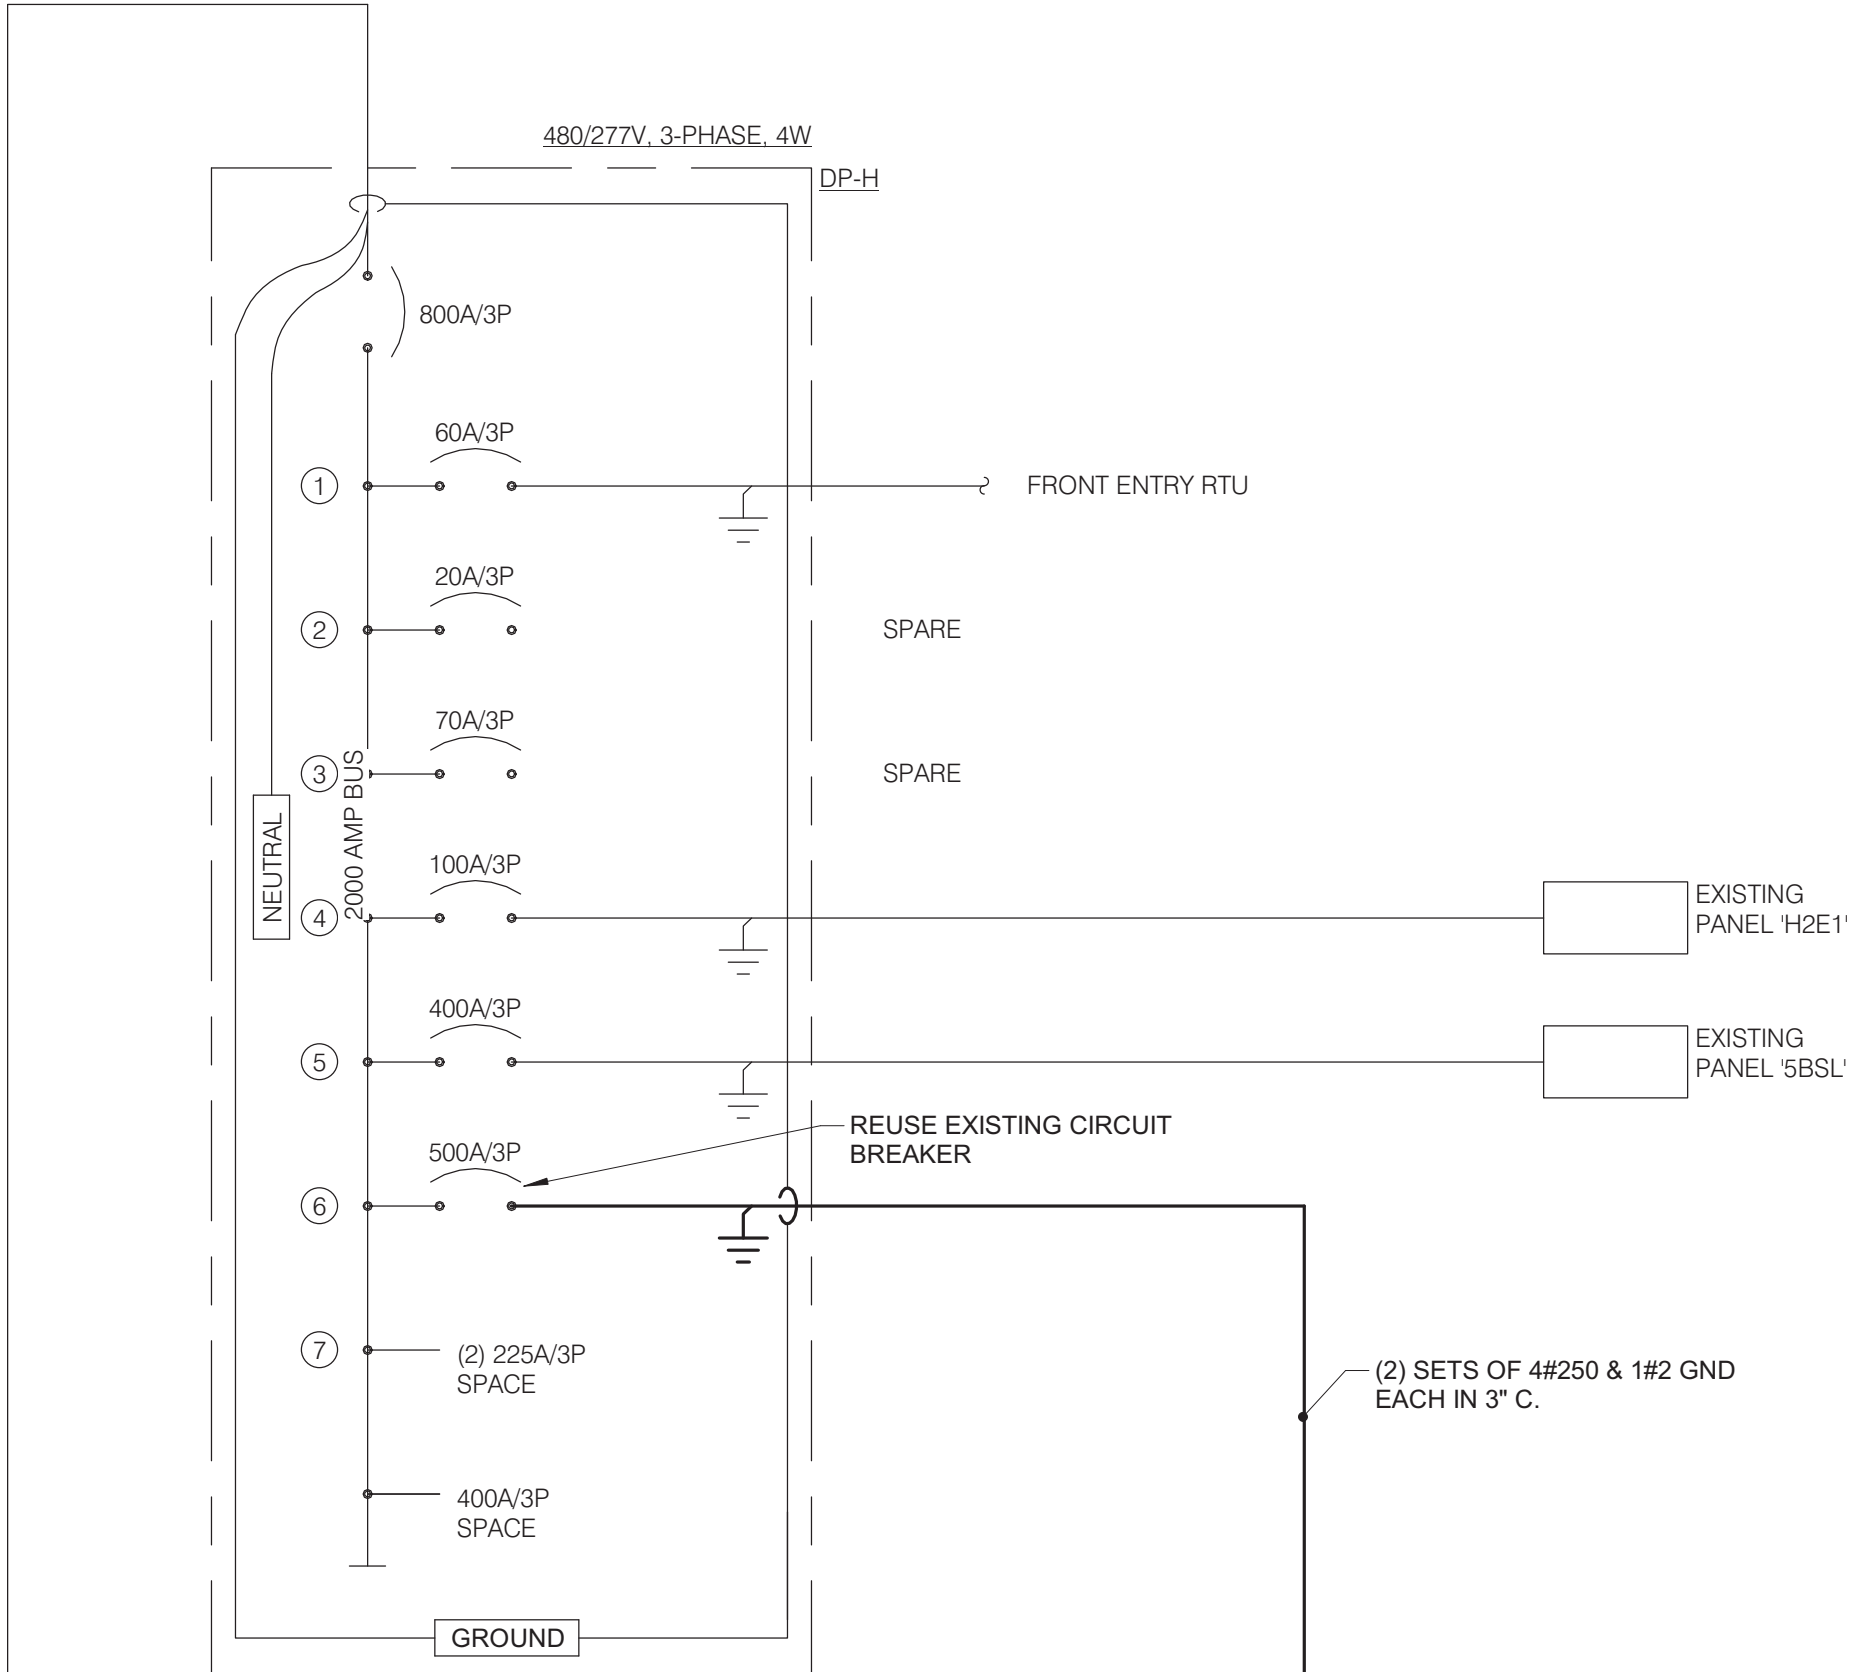 480/277V, 3-PHASE, 4W
DP-H
800A/3P
60A/3P
1
FRONT ENTRY RTU
20A/3P
2
SPARE
70A/3P
3
SPARE
2000 AMP BUS
NEUTRAL
100A/3P
4
EXISTING
PANEL 'H2E1'
400A/3P
5
EXISTING
PANEL '5BSL'
REUSE EXISTING CIRCUIT
BREAKER
500A/3P
6
7
(2) 225A/3P
SPACE
(2) SETS OF 4#250 & 1#2 GND
EACH IN 3" C.
400A/3P
SPACE
GROUND